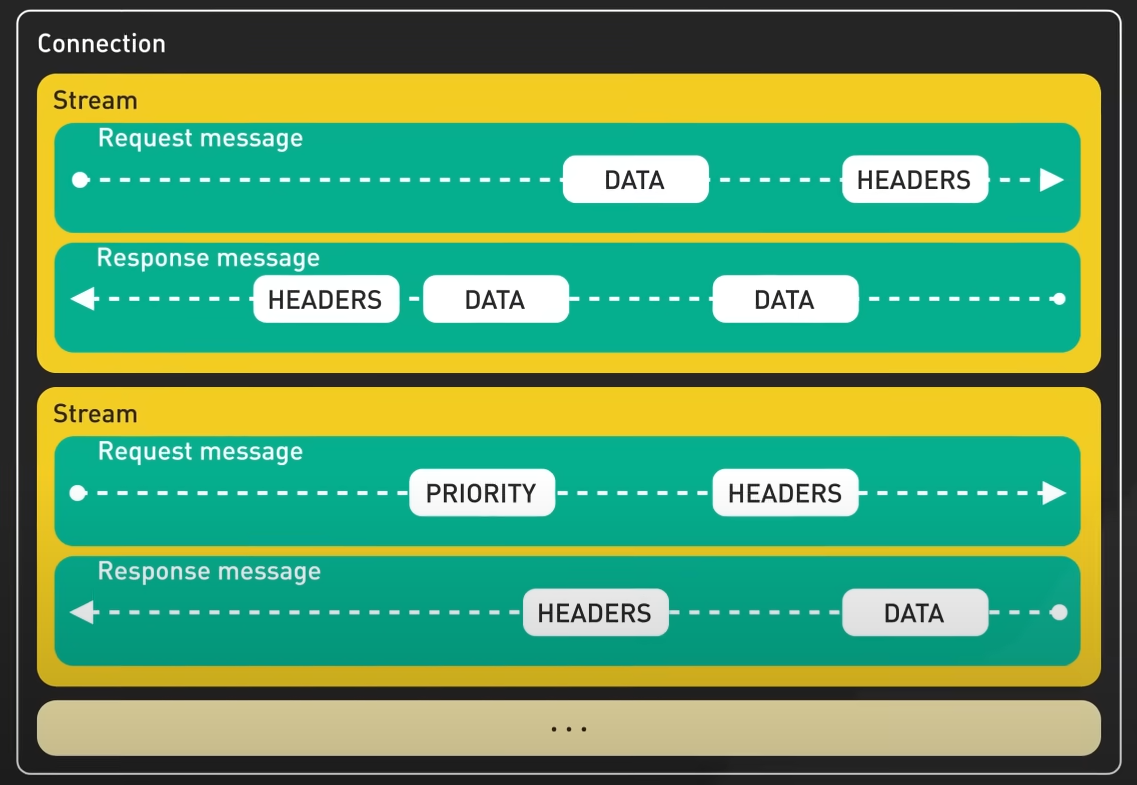 Connection
Stream
Request message
DATA HEADERS
Response message
HEADERS DATA DATA
Stream
Request message
PRIORITY HEADERS
Response message
HEADERS DATA
...